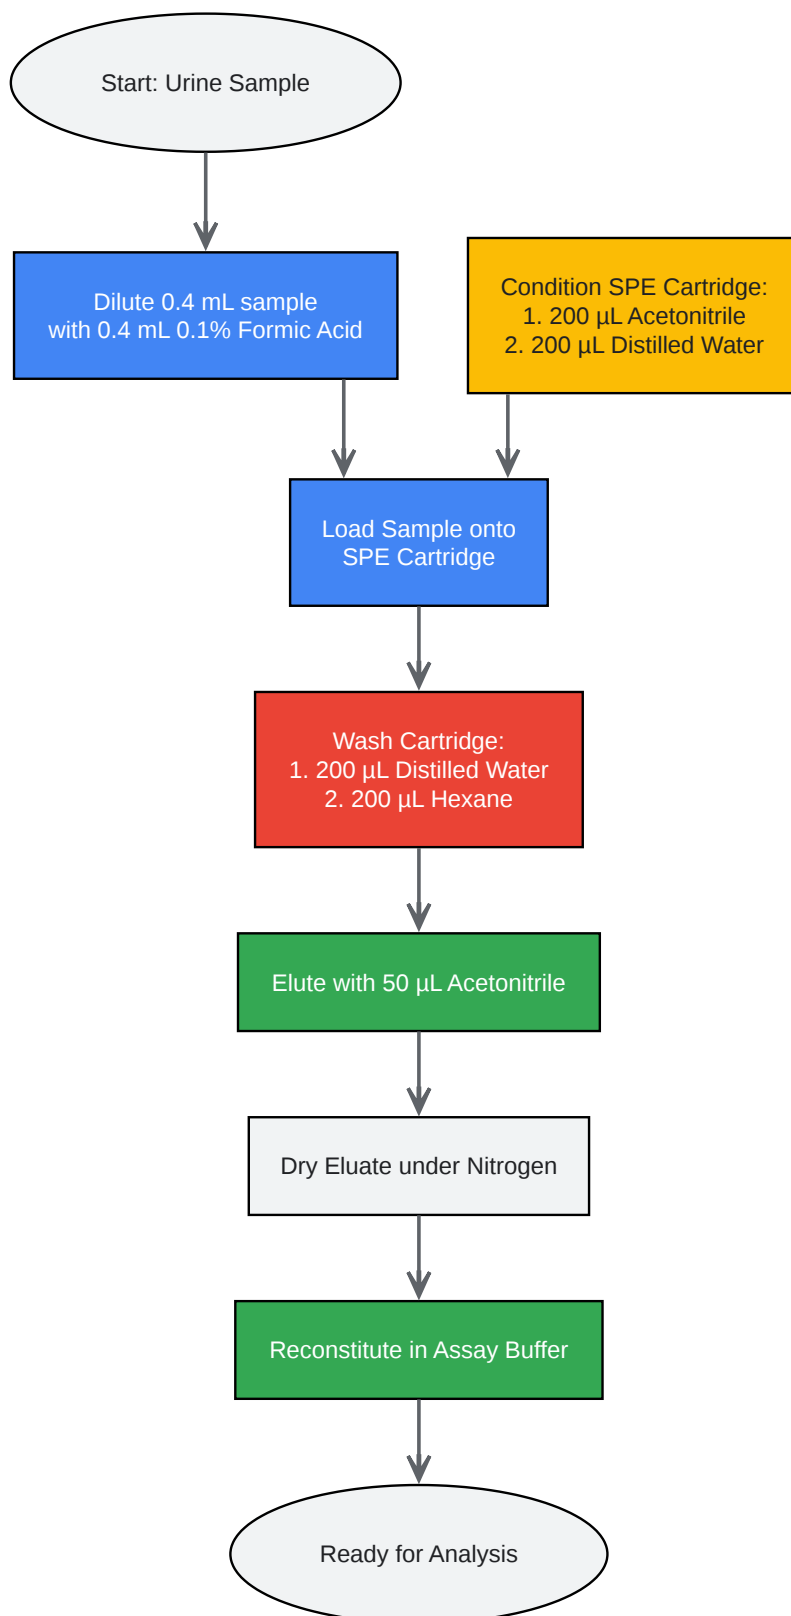 Start: Urine Sample
Dilute 0.4 mL sample
with 0.4 mL 0.1% Formic Acid
Condition SPE Cartridge:
1. 200 µL Acetonitrile
2. 200 µL Distilled Water
Load Sample onto
SPE Cartridge
Wash Cartridge:
1. 200 µL Distilled Water
2. 200 µL Hexane
Elute with 50 µL Acetonitrile
Dry Eluate under Nitrogen
Reconstitute in Assay Buffer
Ready for Analysis